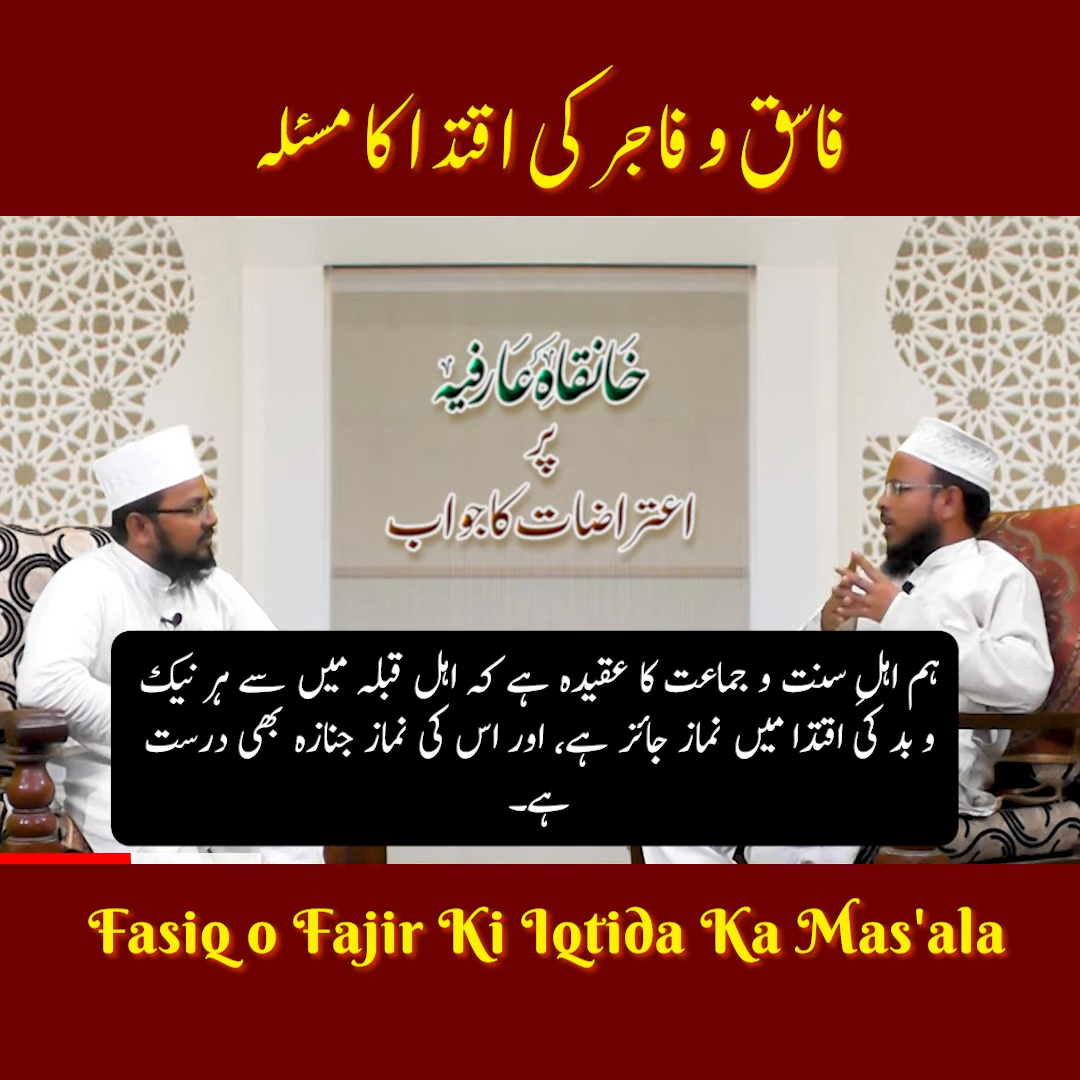 فاسق و فاجر کی اقتدا کا مسئلہ
خانقاہِ عارفیہ
پر
اعتراضات کا جواب
ہم اہلِ سنت و جماعت کا عقیدہ ہے کہ اہل قبلہ میں سے ہر نیک
و بد کی اقتدا میں نماز جائز ہے، اور اس کی نماز جنازہ بھی درست
ہے۔
Fasiq o Fajir Ki Iqtida Ka Mas'ala